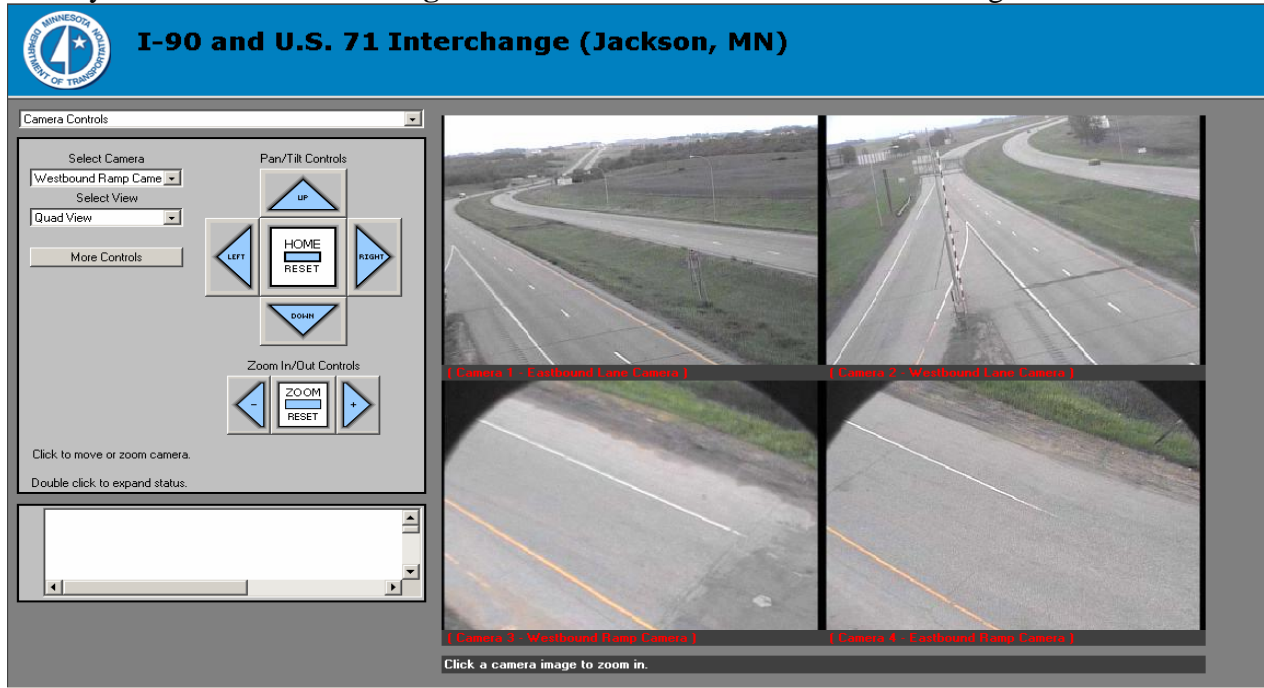 MINNESOTA DEPARTMENT OF TRANSPORTATION
I-90 and U.S. 71 Interchange (Jackson, MN)
Camera Controls
Select Camera
Westbound Ramp Came
Select View
Quad View
More Controls
Pan/Tilt Controls
UP
LEFT
HOME
RESET
RIGHT
DOWN
Zoom In/Out Controls
-
ZOOM
RESET
+
Click to move or zoom camera.
Double click to expand status.
[ Camera 1 - Eastbound Lane Camera ]
[ Camera 2 - Westbound Lane Camera ]
[ Camera 3 - Westbound Ramp Camera ]
[ Camera 4 - Eastbound Ramp Camera ]
Click a camera image to zoom in.